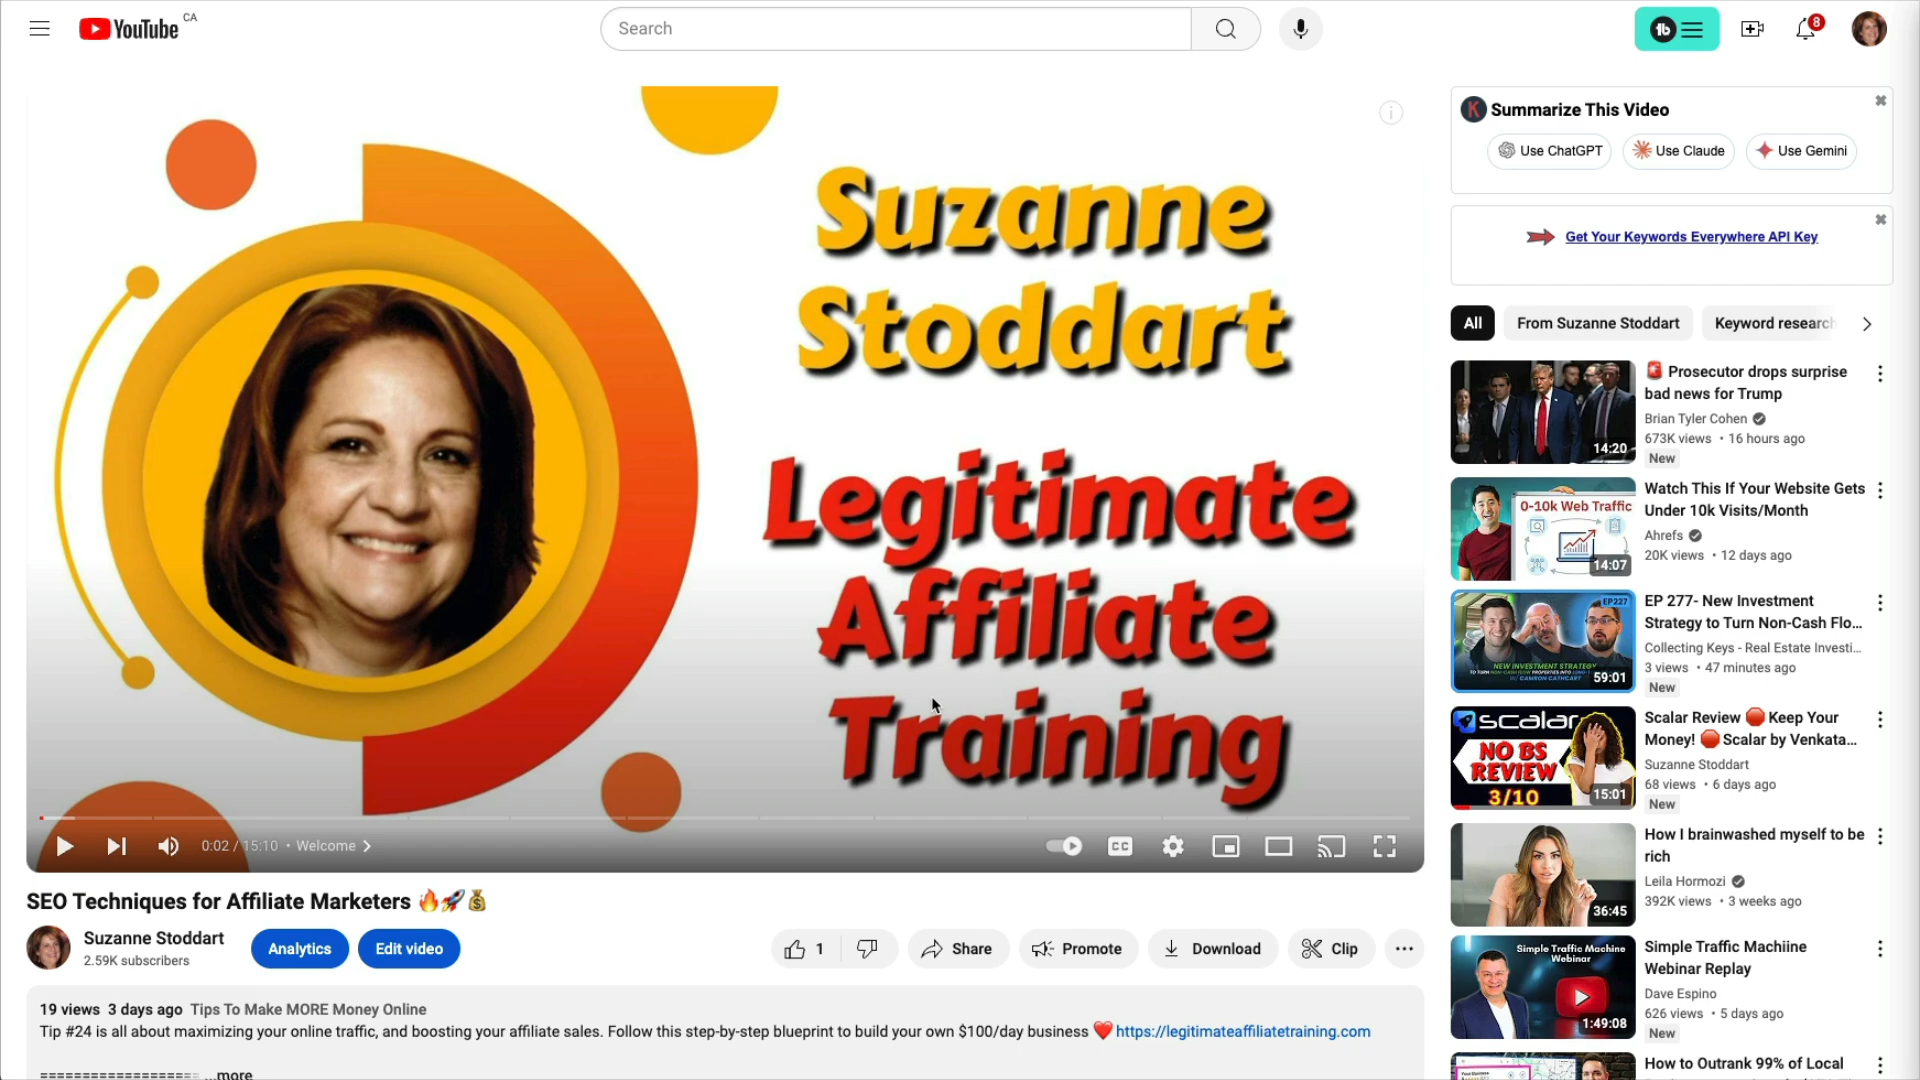 YouTube CA
Search
8
Suzanne
Stoddart
Legitimate
Affiliate
Training
0:02 / 15:10 • Welcome
CC
SEO Techniques for Affiliate Marketers 🔥🚀💰
Suzanne Stoddart
2.59K subscribers
Analytics
Edit video
1
Share
Promote
Download
Clip
19 views 3 days ago Tips To Make MORE Money Online
Tip #24 is all about maximizing your online traffic, and boosting your affiliate sales. Follow this step-by-step blueprint to build your own $100/day business ❤️ https://legitimateaffiliatetraining.com
=================== ...more
K Summarize This Video
Use ChatGPT
Use Claude
Use Gemini
Get Your Keywords Everywhere API Key
All
From Suzanne Stoddart
Keyword research
14:20
🚨 Prosecutor drops surprise
bad news for Trump
Brian Tyler Cohen
673K views • 16 hours ago
New
0-10k Web Traffic
14:07
Watch This If Your Website Gets
Under 10k Visits/Month
Ahrefs
20K views • 12 days ago
EP 227
NEW INVESTMENT STRATEGY
W/ CAMRON CATHCART
59:01
EP 277- New Investment
Strategy to Turn Non-Cash Flo...
Collecting Keys - Real Estate Investi...
3 views • 47 minutes ago
New
scalar
NO BS
REVIEW
3/10
15:01
Scalar Review 🛑 Keep Your
Money! 🛑 Scalar by Venkata...
Suzanne Stoddart
68 views • 6 days ago
New
36:45
How I brainwashed myself to be
rich
Leila Hormozi
392K views • 3 weeks ago
Simple Traffic Machine
Webinar
1:49:08
Simple Traffic Machiine
Webinar Replay
Dave Espino
626 views • 5 days ago
New
How to Outrank 99% of Local